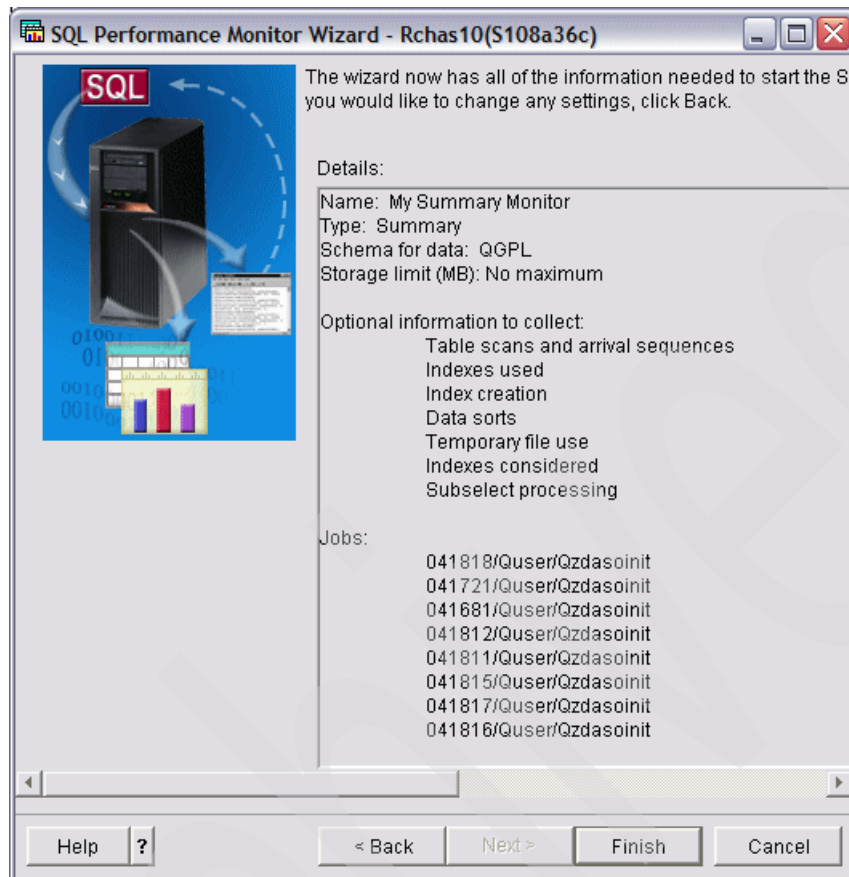 SQL Performance Monitor Wizard - Rchas10(S108a36c)
SQL
The wizard now has all of the information needed to start the S
you would like to change any settings, click Back.
Details:
Name: My Summary Monitor
Type: Summary
Schema for data: QGPL
Storage limit (MB): No maximum
Optional information to collect:
Table scans and arrival sequences
Indexes used
Index creation
Data sorts
Temporary file use
Indexes considered
Subselect processing
Jobs:
041818/Quser/Qzdasoinit
041721/Quser/Qzdasoinit
041681/Quser/Qzdasoinit
041812/Quser/Qzdasoinit
041811/Quser/Qzdasoinit
041815/Quser/Qzdasoinit
041817/Quser/Qzdasoinit
041816/Quser/Qzdasoinit
Help ? < Back Next > Finish Cancel